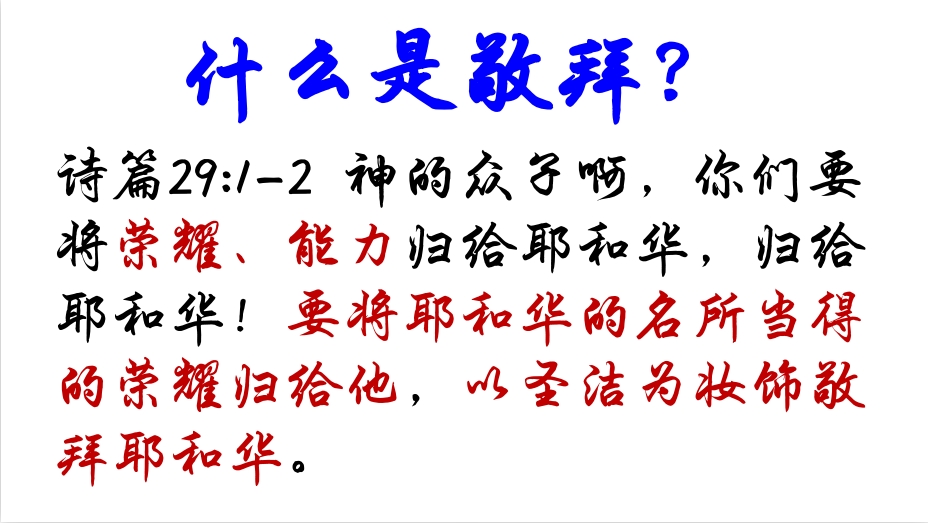 什么是敬拜？
诗篇29:1-2 神的众子啊，你们要
将荣耀、能力归给耶和华，归给
耶和华！要将耶和华的名所当得
的荣耀归给他，以圣洁为妆饰敬
拜耶和华。